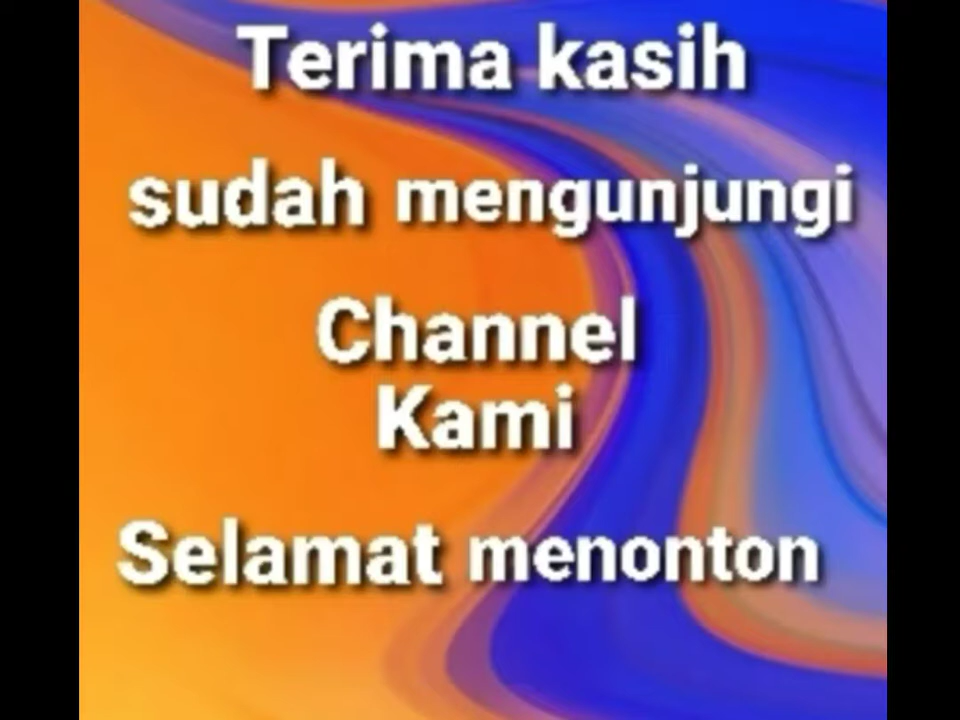 Terima kasih
sudah mengunjungi
Channel
Kami
Selamat menonton